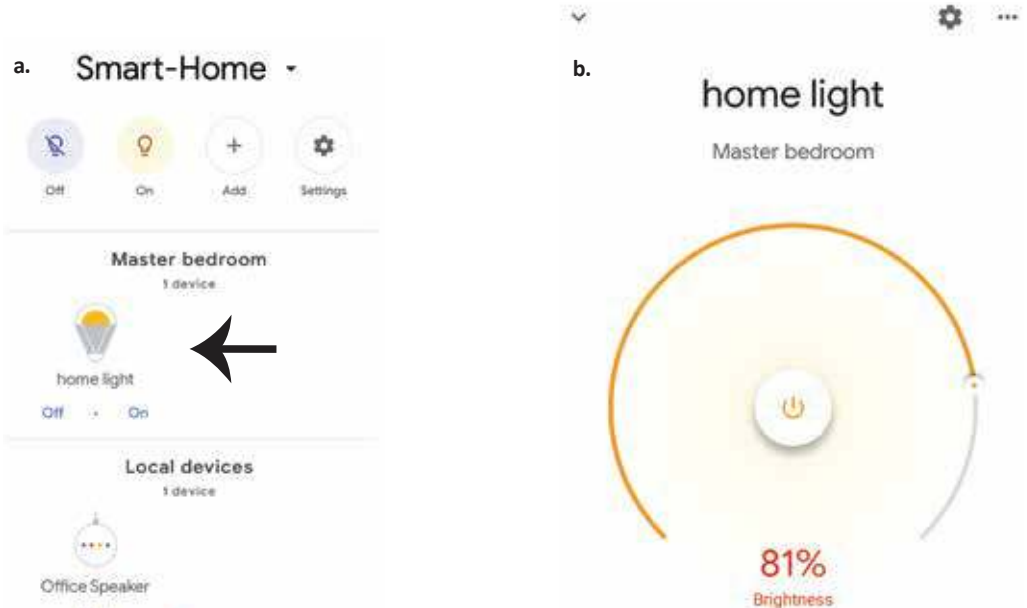 a.
Smart-Home
Off On Add Settings
Master bedroom
1 device
home light
Off • On
Local devices
1 device
Office Speaker
b.
home light
Master bedroom
81%
Brightness